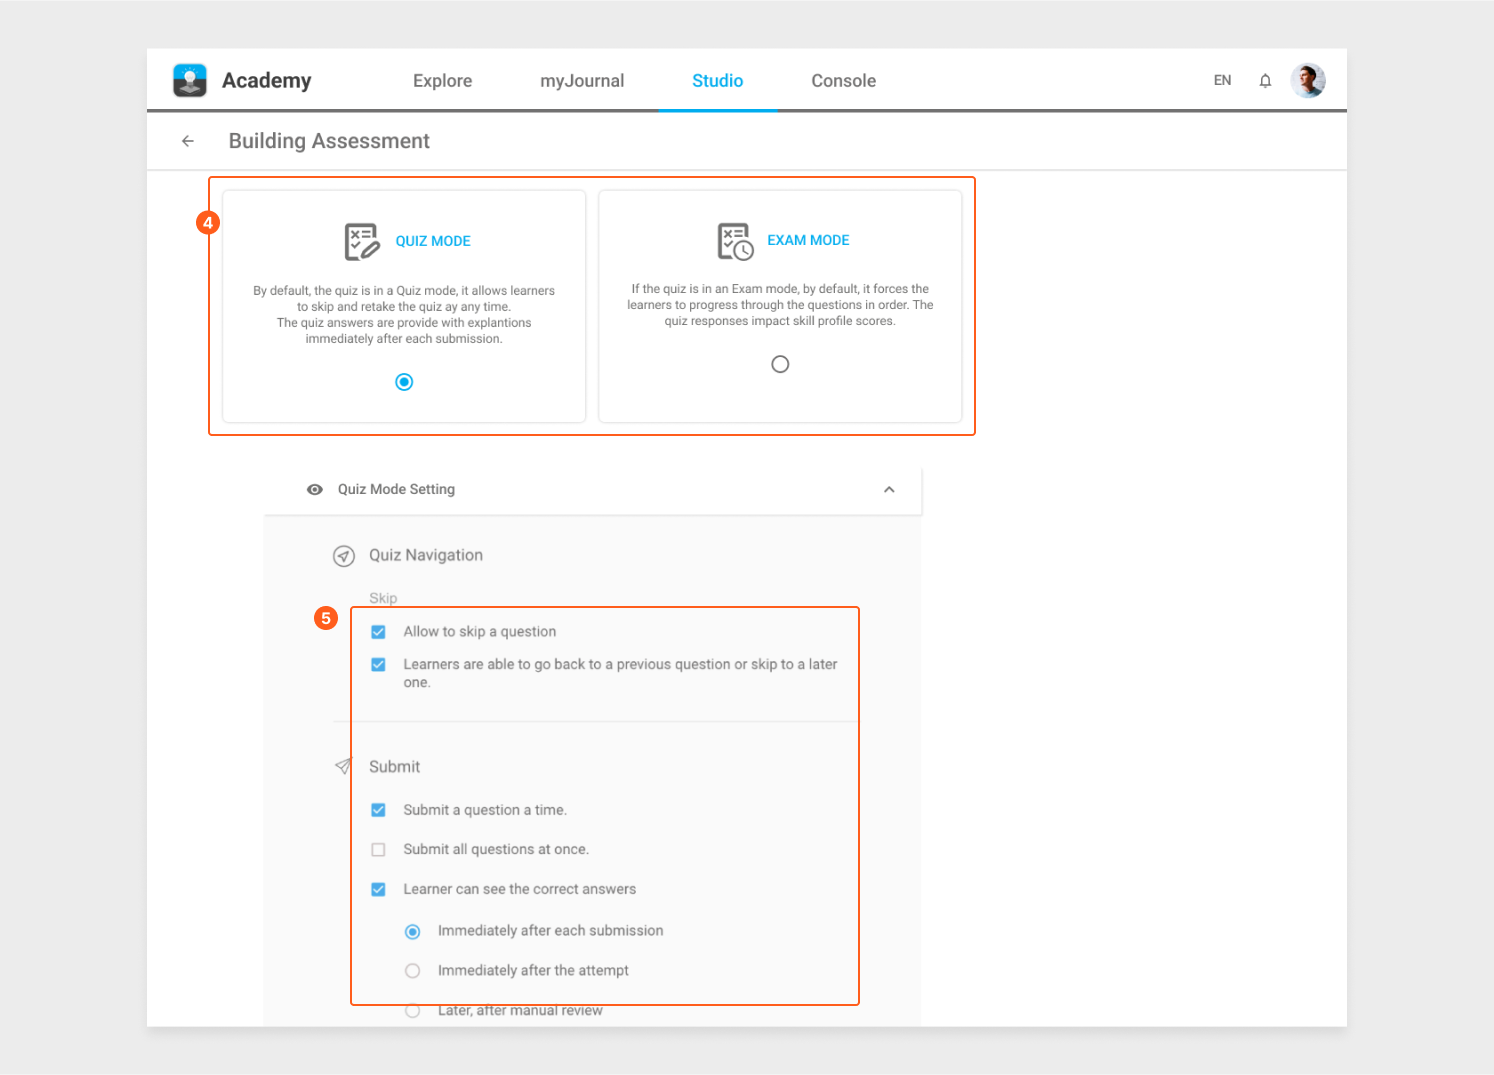 Academy
Explore
myJournal
Studio
Console
EN
Building Assessment
4
QUIZ MODE
By default, the quiz is in a Quiz mode, it allows learners
to skip and retake the quiz ay any time.
The quiz answers are provide with explantions
immediately after each submission.
EXAM MODE
If the quiz is in an Exam mode, by default, it forces the
learners to progress through the questions in order. The
quiz responses impact skill profile scores.
Quiz Mode Setting
Quiz Navigation
Skip
5
Allow to skip a question
Learners are able to go back to a previous question or skip to a later
one.
Submit
Submit a question a time.
Submit all questions at once.
Learner can see the correct answers
Immediately after each submission
Immediately after the attempt
Later, after manual review